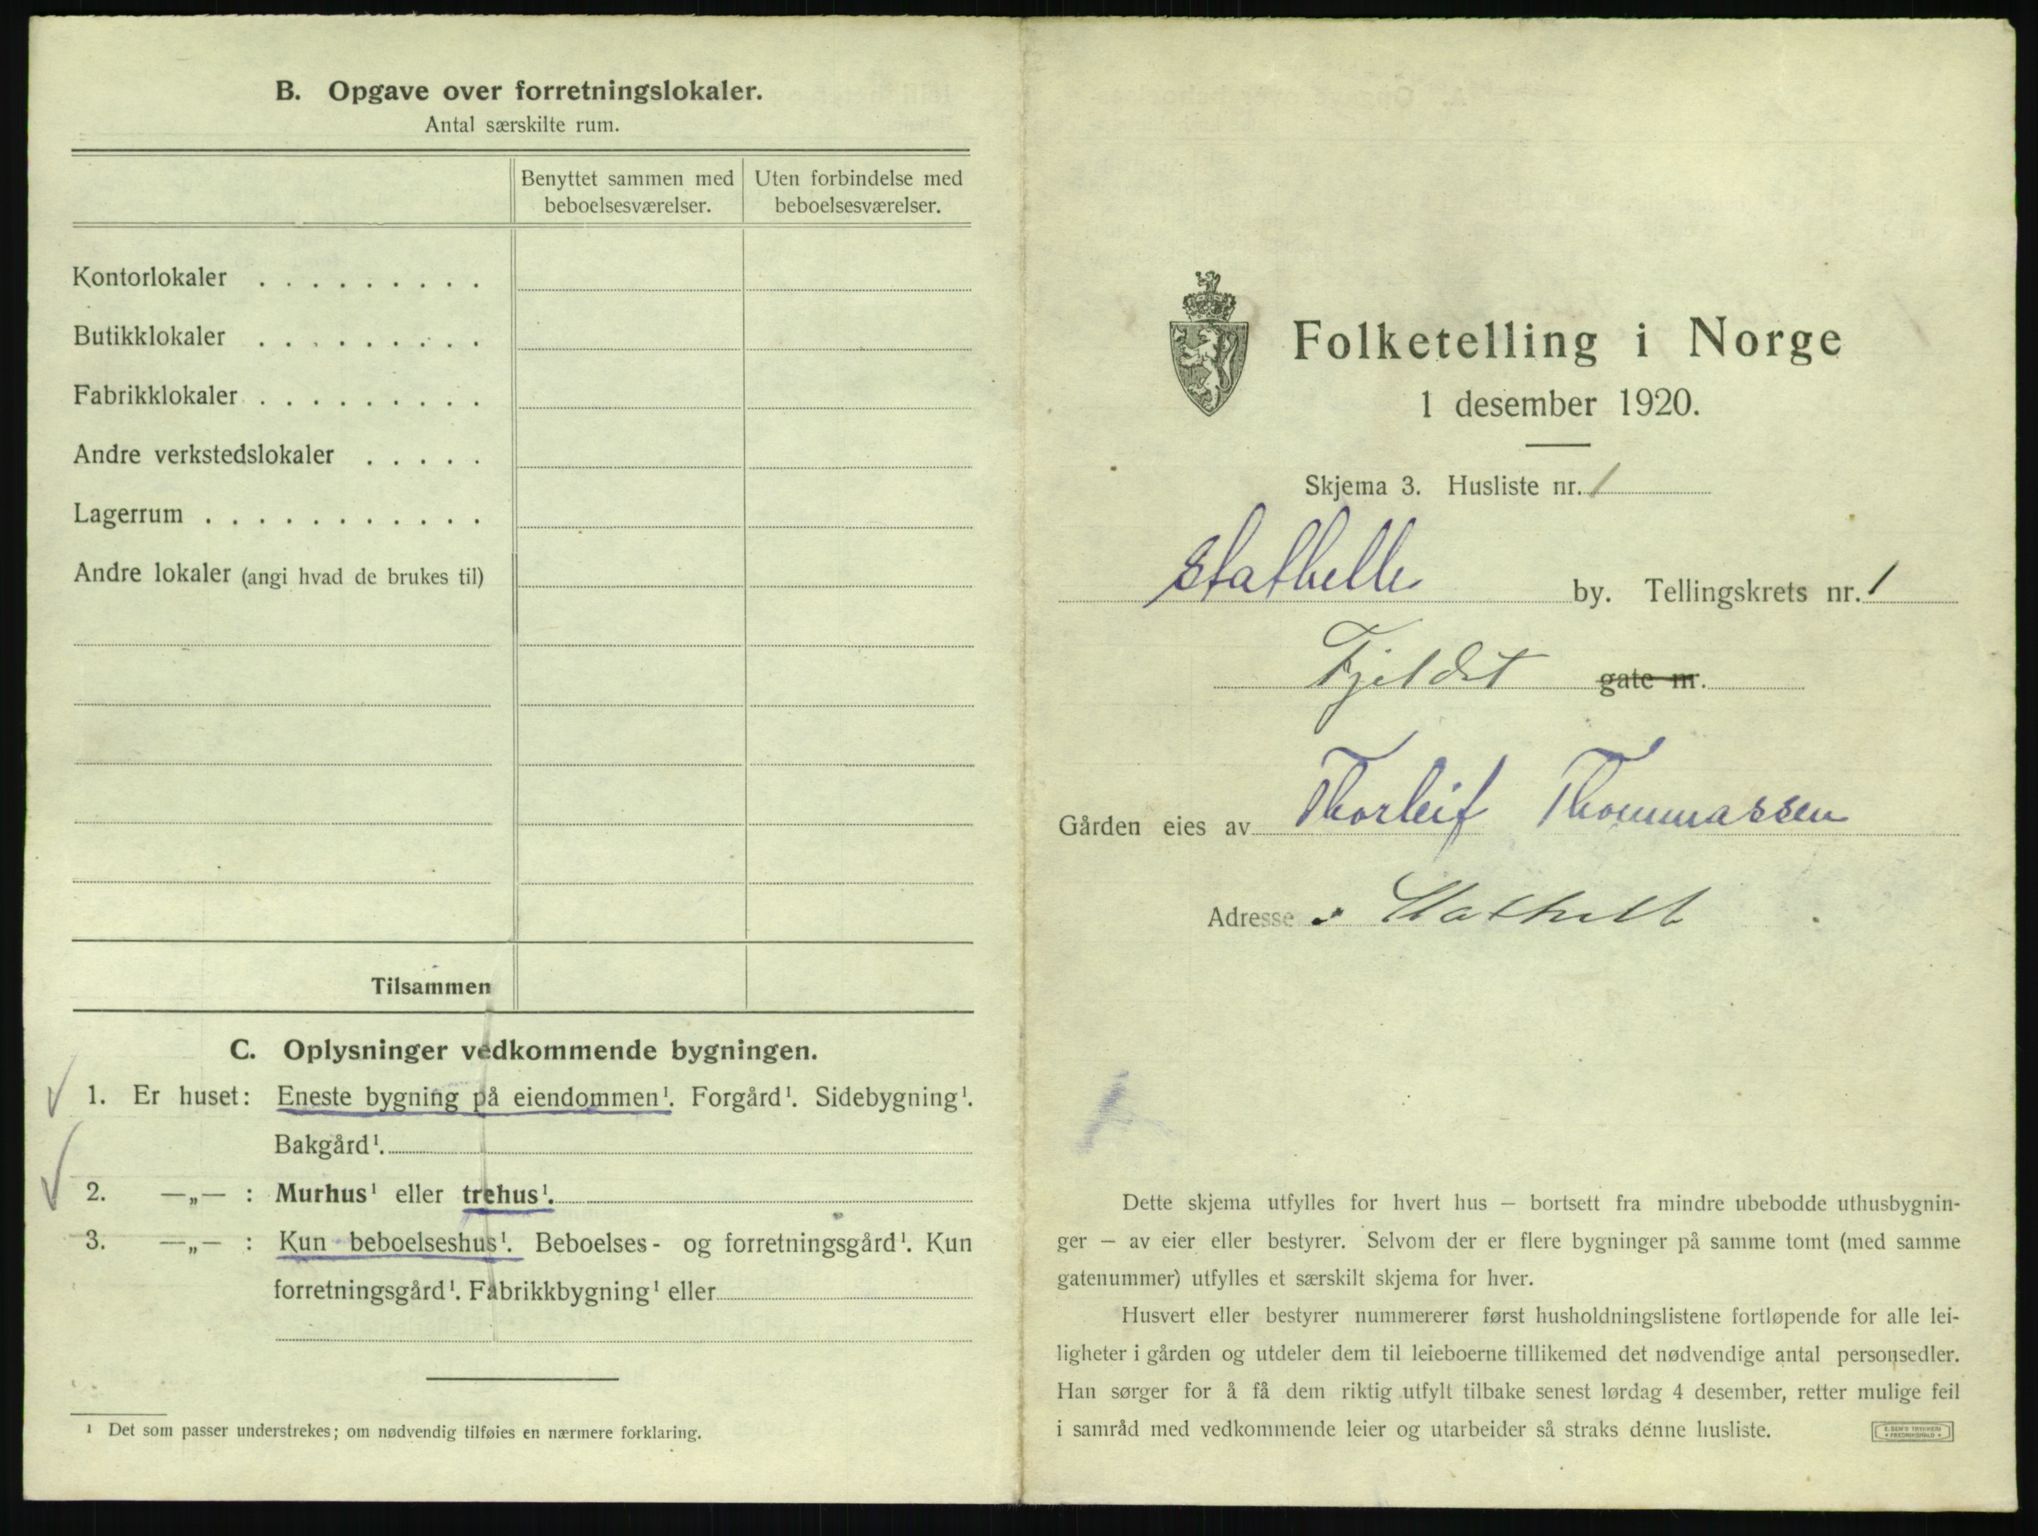 B. Opgave over forretningslokaler.
Antal særskilte rum.
Benyttet sammen med beboelsesværelser.
Uten forbindelse med beboelsesværelser.
Kontorlokaler . . . . . . . . .
Butikklokaler . . . . . . . . .
Fabrikklokaler . . . . . . . . .
Andre verkstedslokaler . . . . .
Lagerrum . . . . . . . . . . .
Andre lokaler (angi hvad de brukes til)
Tilsammen
C. Oplysninger vedkommende bygningen.
1. Er huset: Eneste bygning på eiendommen¹. Forgård¹. Sidebygning¹.
Bakgård¹.
2. —„— : Murhus¹ eller trehus¹.
3. —„— : Kun beboelseshus¹. Beboelses- og forretningsgård¹. Kun
forretningsgård¹. Fabrikkbygning¹ eller
¹ Det som passer understrekes; om nødvendig tilføies en nærmere forklaring.
Folketelling i Norge
1 desember 1920.
Skjema 3. Husliste nr. 1
Stathelle by. Tellingskrets nr. 1
Fjeldet gate nr.
Gården eies av Thorleif Thommassen
Adresse Stathelle
Dette skjema utfylles for hvert hus — bortsett fra mindre ubebodde uthusbygnin-
ger — av eier eller bestyrer. Selvom der er flere bygninger på samme tomt (med samme
gatenummer) utfylles et særskilt skjema for hver.
Husvert eller bestyrer nummererer først husholdningslistene fortløpende for alle lei-
ligheter i gården og utdeler dem til leieboerne tillikemed det nødvendige antal personsedler.
Han sørger for å få dem riktig utfylt tilbake senest lørdag 4 desember, retter mulige feil
i samråd med vedkommende leier og utarbeider så straks denne husliste.